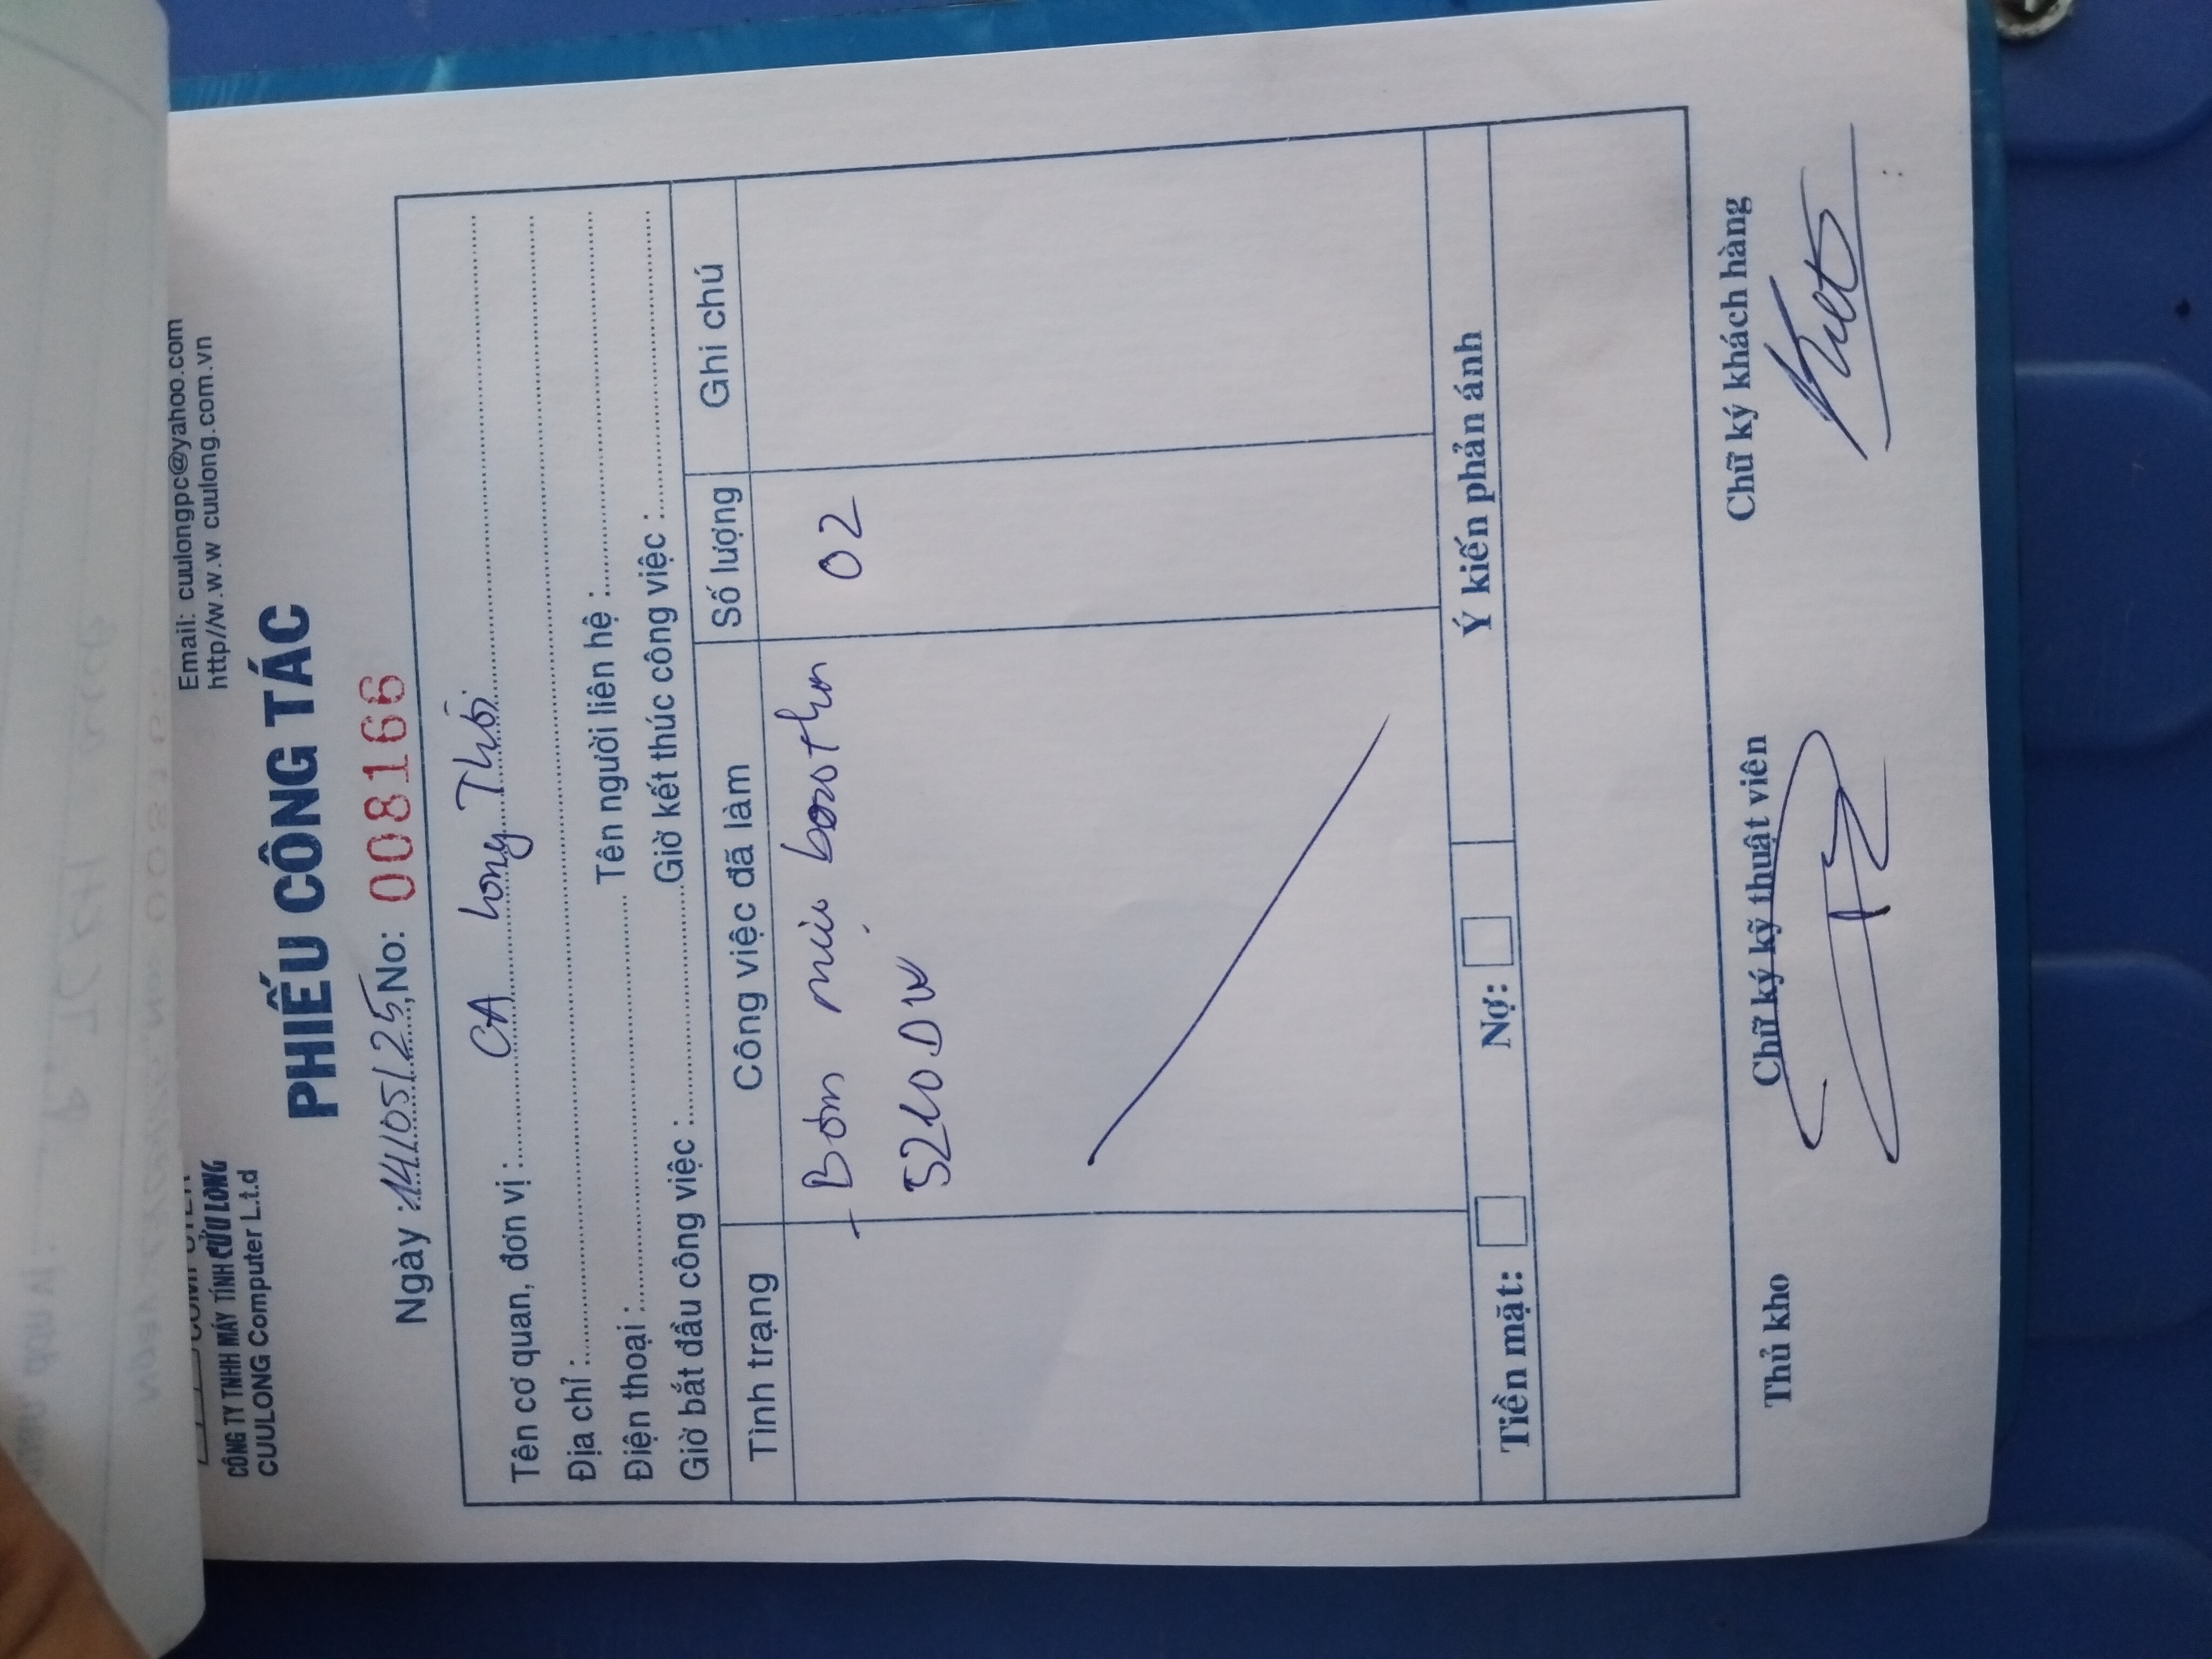 CÔNG TY TNHH MÁY TÍNH CỬU LONG
CUULONG Computer L.t.d
Email: cuulongpc@yahoo.com
http//w.w.w cuulong.com.vn
PHIẾU CÔNG TÁC
Ngày : 14/05/25, No: 008166
Tên cơ quan, đơn vị : CA Long Thới
Địa chỉ :
Điện thoại : Tên người liên hệ :
Giờ bắt đầu công việc : Giờ kết thúc công việc :
Tình trạng Công việc đã làm Số lượng Ghi chú
+ Bơm mực 02
5210DW
Tiền mặt: Nợ: Ý kiến phản ánh
Thủ kho Chữ ký kỹ thuật viên Chữ ký khách hàng